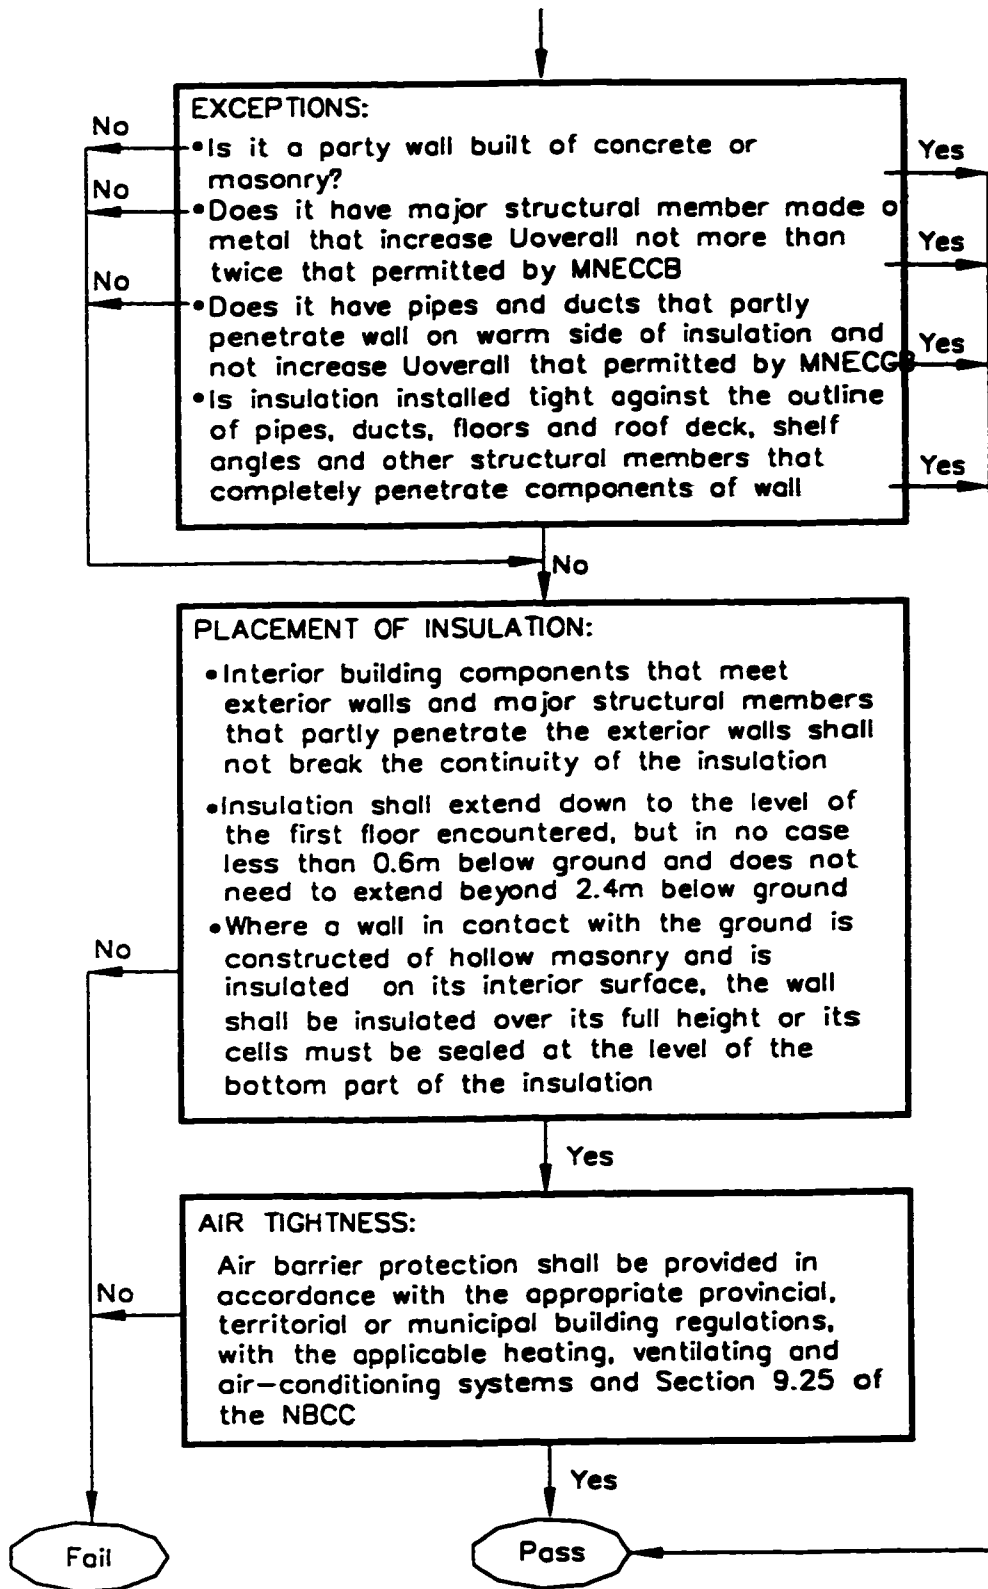 EXCEPTIONS:
No
•Is it a party wall built of concrete or
Yes
masonry?
No
•Does it have major structural member made o
metal that increase Uoverall not more than
Yes
twice that permitted by MNECCB
No
•Does it have pipes and ducts that partly
penetrate wall on warm side of insulation and
Yes
not increase Uoverall that permitted by MNECGB
•Is insulation installed tight against the outline
of pipes, ducts, floors and roof deck, shelf
angles and other structural members that
Yes
completely penetrate components of wall
No
PLACEMENT OF INSULATION:
•Interior building components that meet
exterior walls and major structural members
that partly penetrate the exterior walls shall
not break the continuity of the insulation
•Insulation shall extend down to the level of
the first floor encountered, but in no case
less than 0.6m below ground and does not
need to extend beyond 2.4m below ground
•Where a wall in contact with the ground is
No
constructed of hollow masonry and is
insulated on its interior surface, the wall
shall be insulated over its full height or its
cells must be sealed at the level of the
bottom part of the insulation
Yes
AIR TIGHTNESS:
Air barrier protection shall be provided in
No
accordance with the appropriate provincial,
territorial or municipal building regulations,
with the applicable heating, ventilating and
air-conditioning systems and Section 9.25 of
the NBCC
Yes
Fail
Pass